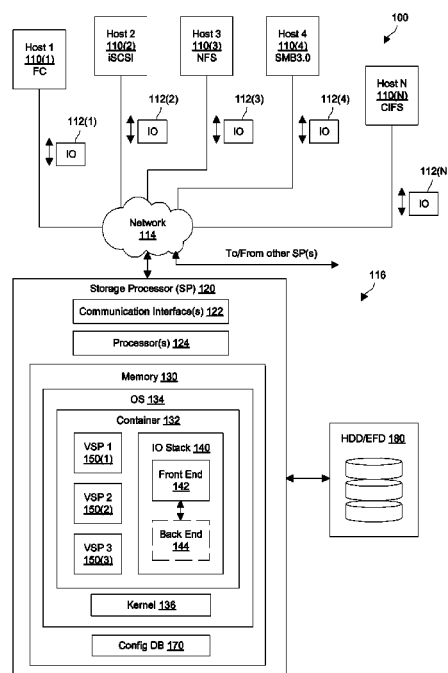 100
Host 1
110(1)
FC
Host 2
110(2)
iSCSI
Host 3
110(3)
NFS
Host 4
110(4)
SMB3.0
Host N
110(N)
CIFS
112(1)
IO
112(2)
IO
112(3)
IO
112(4)
IO
112(N)
IO
Network
114
To/From other SP(s)
116
Storage Processor (SP) 120
Communication Interface(s) 122
Processor(s) 124
Memory 130
OS 134
Container 132
VSP 1
150(1)
VSP 2
150(2)
VSP 3
150(3)
IO Stack 140
Front End
142
Back End
144
Kernel 136
Config DB 170
HDD/EFD 180